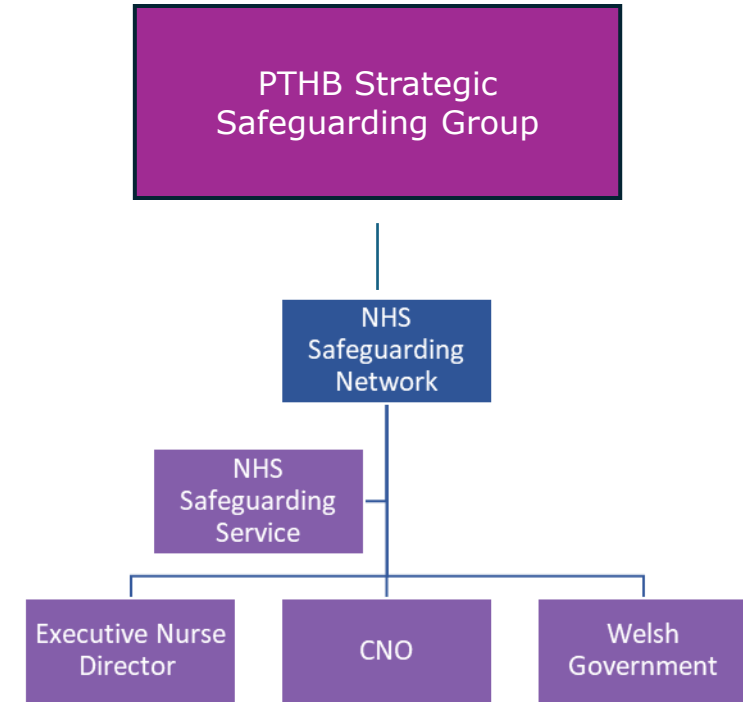 PTHB Strategic
Safeguarding Group
NHS
Safeguarding
Network
NHS
Safeguarding
Service
Executive Nurse
Director
CNO
Welsh
Government